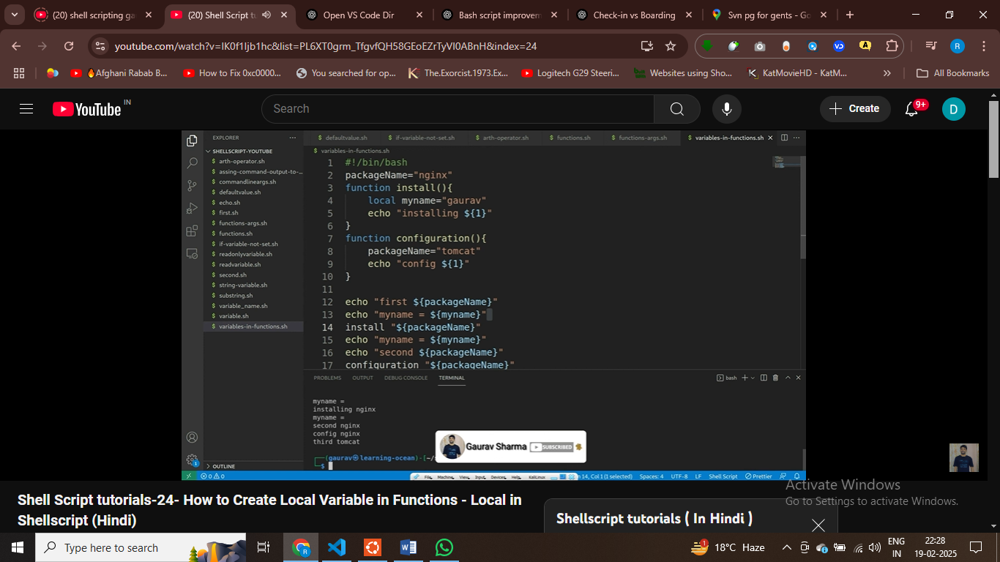 (20) shell scripting ga
(20) Shell Script tu
Open VS Code Dir
Bash script improvem
Check-in vs Boarding
Svn pg for gents - Go
youtube.com/watch?v=IK0f1Ijb1hc&list=PL6XT0grm_TfgvfQH58GEoEZrTyVI0ABnH&index=24
R
Afghani Rabab B...
How to Fix 0xc0000...
You searched for op...
The.Exorcist.1973.Ex...
Logitech G29 Steeri...
Websites using Sho...
KatMovieHD - KatM...
All Bookmarks
YouTube IN
Search
Create
9+
D
EXPLORER
defaultvalue.sh
if-variable-not-set.sh
arth-operator.sh
functions.sh
functions-args.sh
variables-in-functions.sh
SHELLSCRIPT-YOUTUBE
arth-operator.sh
assing-command-output-to-...
commandlineargs.sh
defaultvalue.sh
echo.sh
first.sh
functions-args.sh
functions.sh
if-variable-not-set.sh
readonlyvariable.sh
readvariable.sh
second.sh
string-variable.sh
substring.sh
variable_name.sh
variable.sh
variables-in-functions.sh
OUTLINE
variables-in-functions.sh
1 #!/bin/bash
2 packageName="nginx"
3 function install(){
4 local myname="gaurav"
5 echo "installing ${1}"
6 }
7 function configuration(){
8 packageName="tomcat"
9 echo "config ${1}"
10 }
11
12 echo "first ${packageName}"
13 echo "myname = ${myname}"
14 install "${packageName}"
15 echo "myname = ${myname}"
16 echo "second ${packageName}"
17 configuration "${packageName}"
PROBLEMS OUTPUT DEBUG CONSOLE TERMINAL
bash
myname =
installing nginx
myname =
second nginx
config nginx
third tomcat
(gaurav㉿learning-ocean)-[~/
$
Gaurav Sharma SUBSCRIBED
0 0
File Machine View Input Devices Help KaliLinux
n 14, Col 1 (1 selected) Spaces: 4 UTF-8 LF Shell Script Prettier
Activate Windows
Go to Settings to activate Windows.
Shell Script tutorials-24- How to Create Local Variable in Functions - Local in
Shellscript (Hindi)
Shellscript tutorials ( In Hindi )
Type here to search
18°C Haze
ENG
IN
22:28
19-02-2025